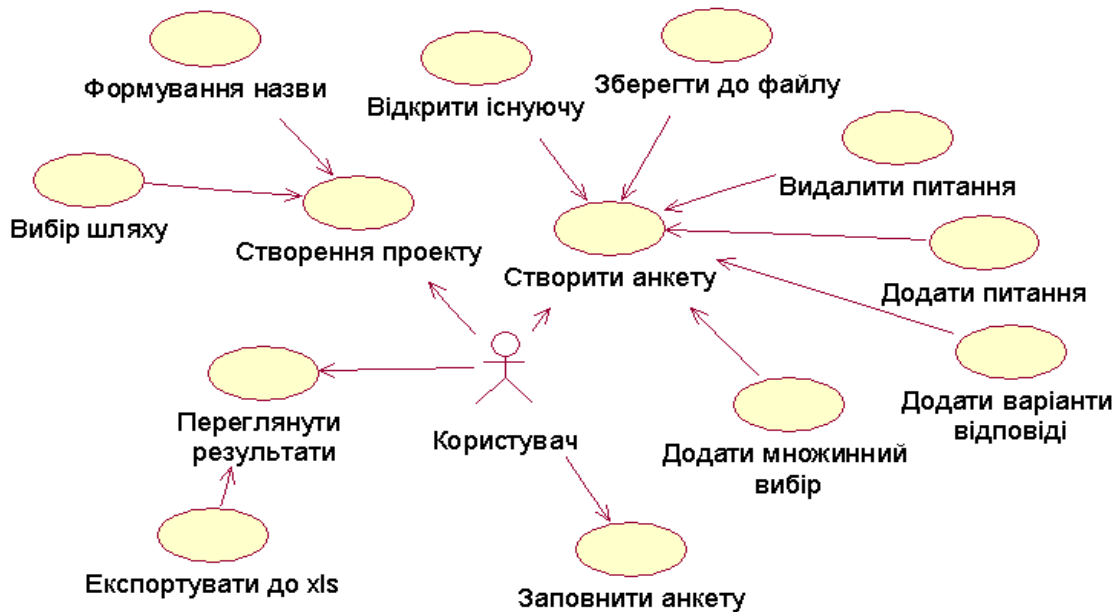 Формування назви
Відкрити існуючу
Зберегти до файлу
Видалити питання
Вибір шляху
Створення проекту
Створити анкету
Додати питання
Додати варіанти
відповіді
Переглянути
результати
Користувач
Додати множинний
вибір
Експортувати до xls
Заповнити анкету